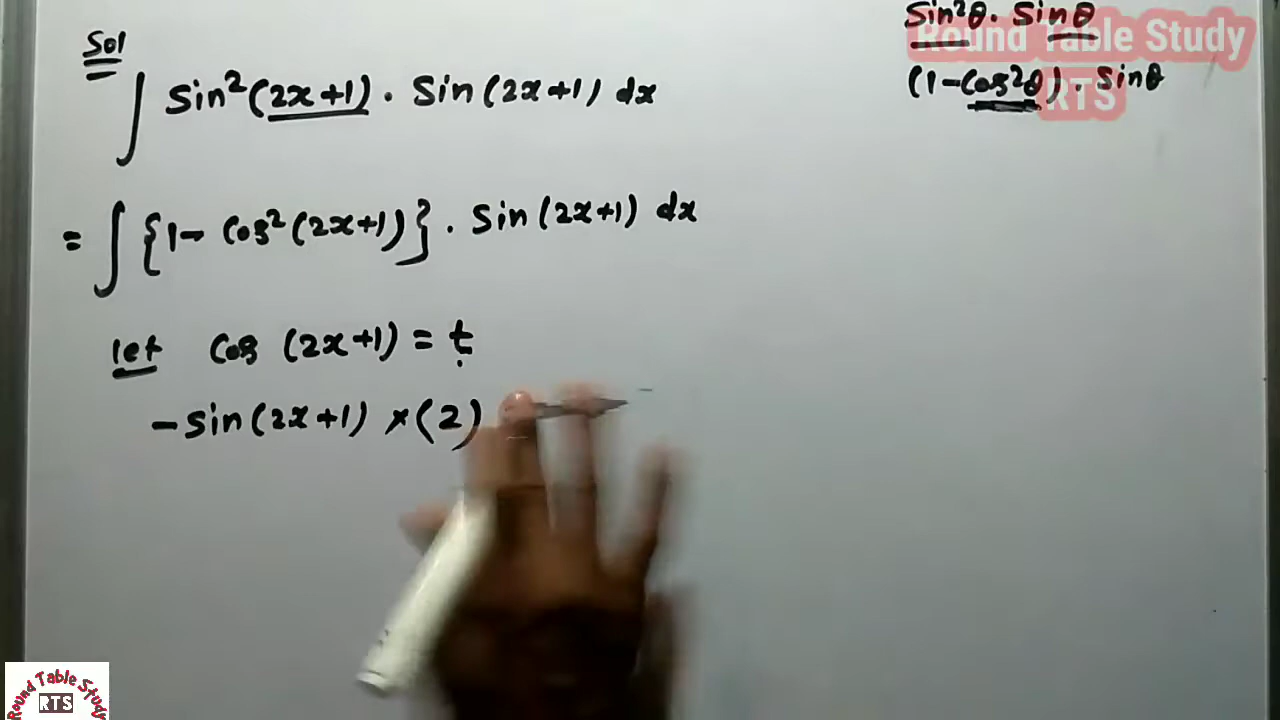 Sol
∫ Sin²(2x+1) · Sin(2x+1) dx
= ∫ {1- Cos²(2x+1)} · Sin(2x+1) dx
let Cos (2x+1) = t
-Sin(2x+1) × (2)
Sin²θ · Sinθ
(1-Cos²θ) · Sinθ
Round Table Study
RTS
Round Table Study
RTS